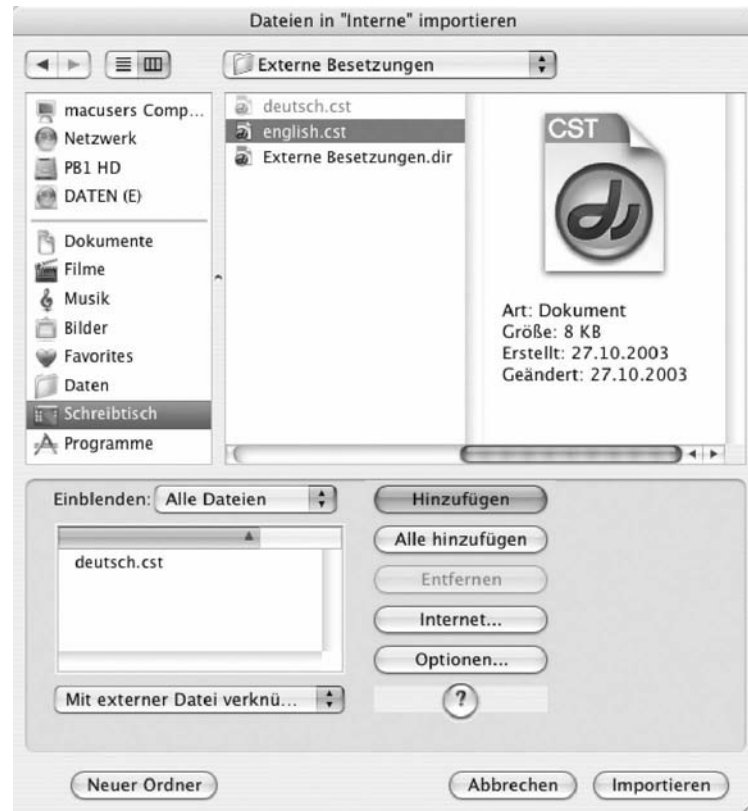 Dateien in "Interne" importieren
Externe Besetzungen
macusers Comp...
Netzwerk
PB1 HD
DATEN (E)
Dokumente
Filme
Musik
Bilder
Favorites
Daten
Schreibtisch
Programme
deutsch.cst
english.cst
Externe Besetzungen.dir
CST
Art: Dokument
Größe: 8 KB
Erstellt: 27.10.2003
Geändert: 27.10.2003
Einblenden: Alle Dateien
deutsch.cst
Mit externer Datei verknü...
Hinzufügen
Alle hinzufügen
Entfernen
Internet...
Optionen...
?
Neuer Ordner
Abbrechen
Importieren